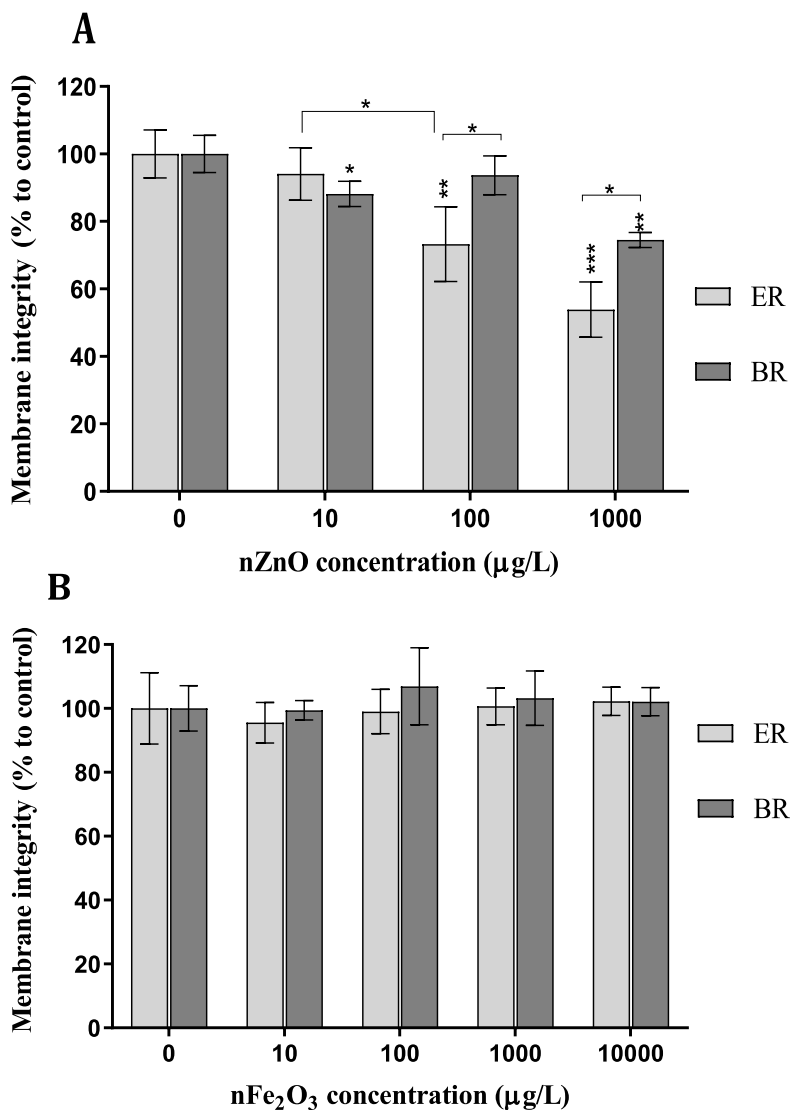 A
Membrane integrity (% to control)
120
100
80
60
40
20
0
*
*
*
**
*
***
**
0 10 100 1000
nZnO concentration (µg/L)
ER
BR
B
Membrane integrity (% to control)
120
100
80
60
40
20
0
0 10 100 1000 10000
nFe₂O₃ concentration (µg/L)
ER
BR